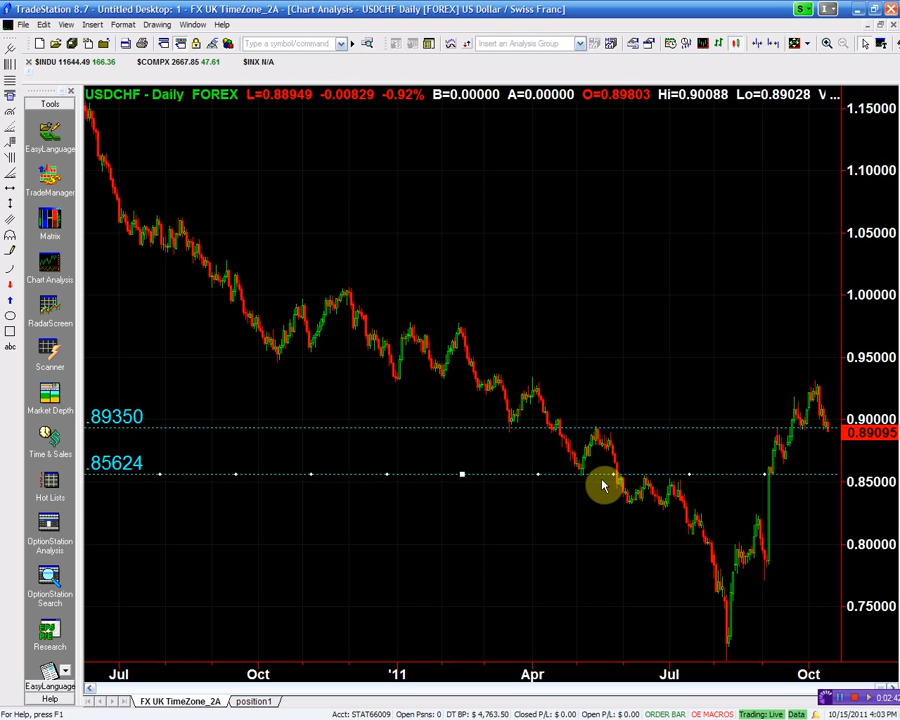 TradeStation 8.7 - Untitled Desktop: 1 - FX UK TimeZone_2A - [Chart Analysis - USDCHF Daily [FOREX] US Dollar / Swiss Franc]
File Edit View Insert Format Drawing Window Help
Type a symbol/command
Insert an Analysis Group
$INDU 11644.49 166.36 $COMPX 2667.85 47.61 $INX N/A
Tools
EasyLanguage
TradeManager
Matrix
Chart Analysis
RadarScreen
Scanner
Market Depth
Time & Sales
Hot Lists
OptionStation
Analysis
OptionStation
Search
Research
EasyLanguage
Help
abc
USDCHF - Daily FOREX L=0.88949 -0.00829 -0.92% B=0.00000 A=0.00000 O=0.89803 Hi=0.90088 Lo=0.89028 V ...
1.15000
1.10000
1.05000
1.00000
0.95000
0.90000
0.89095
0.85000
0.80000
0.75000
.89350
.85624
Jul Oct '11 Apr Jul Oct
FX UK TimeZone_2A position1
For Help, press F1
Acct: STAT66009 Open Psns: 0 DT BP: $ 4,763.50 Closed P/L: $ 0.00 Open P/L: $ 0.00 ORDER BAR OE MACROS Trading: Live Data 10/15/2011 4:03 PM